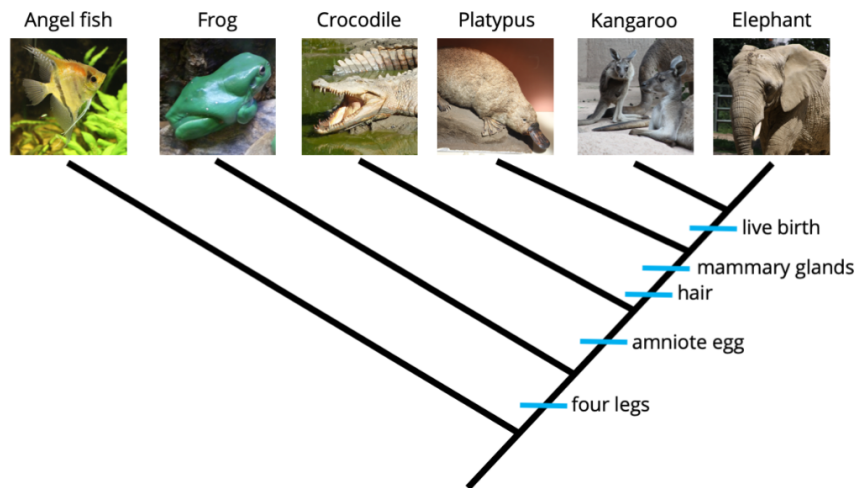 Angel fish
Frog
Crocodile
Platypus
Kangaroo
Elephant
live birth
mammary glands
hair
amniote egg
four legs